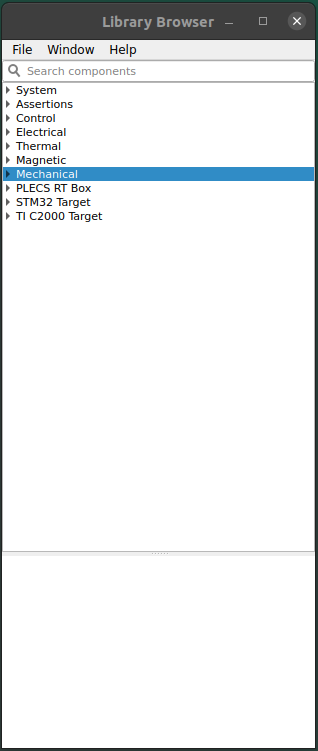 Library Browser
File Window Help
Search components
System
Assertions
Control
Electrical
Thermal
Magnetic
Mechanical
PLECS RT Box
STM32 Target
TI C2000 Target